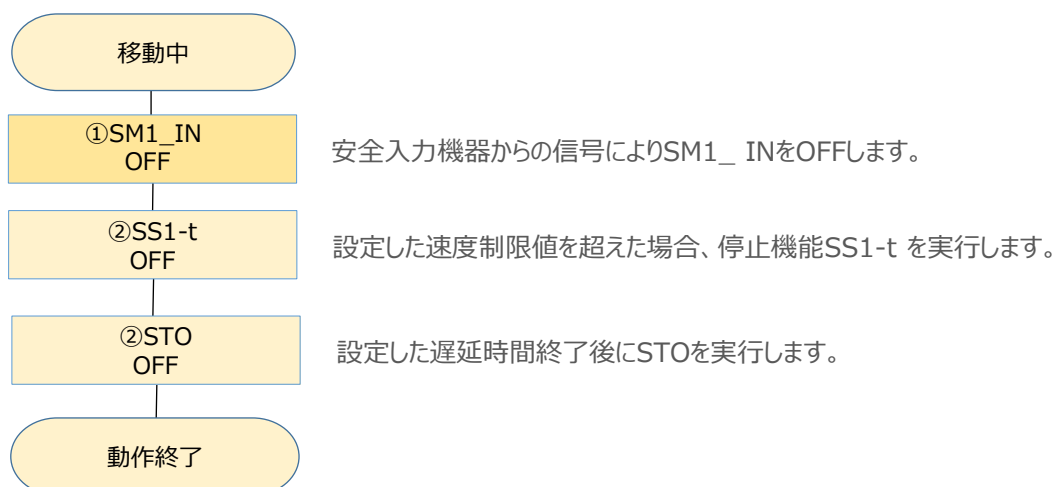 移動中
①SM1_IN
OFF
安全入力機器からの信号によりSM1_ INをOFFします。
②SS1-t
OFF
設定した速度制限値を超えた場合、停止機能SS1-t を実行します。
②STO
OFF
設定した遅延時間終了後にSTOを実行します。
動作終了